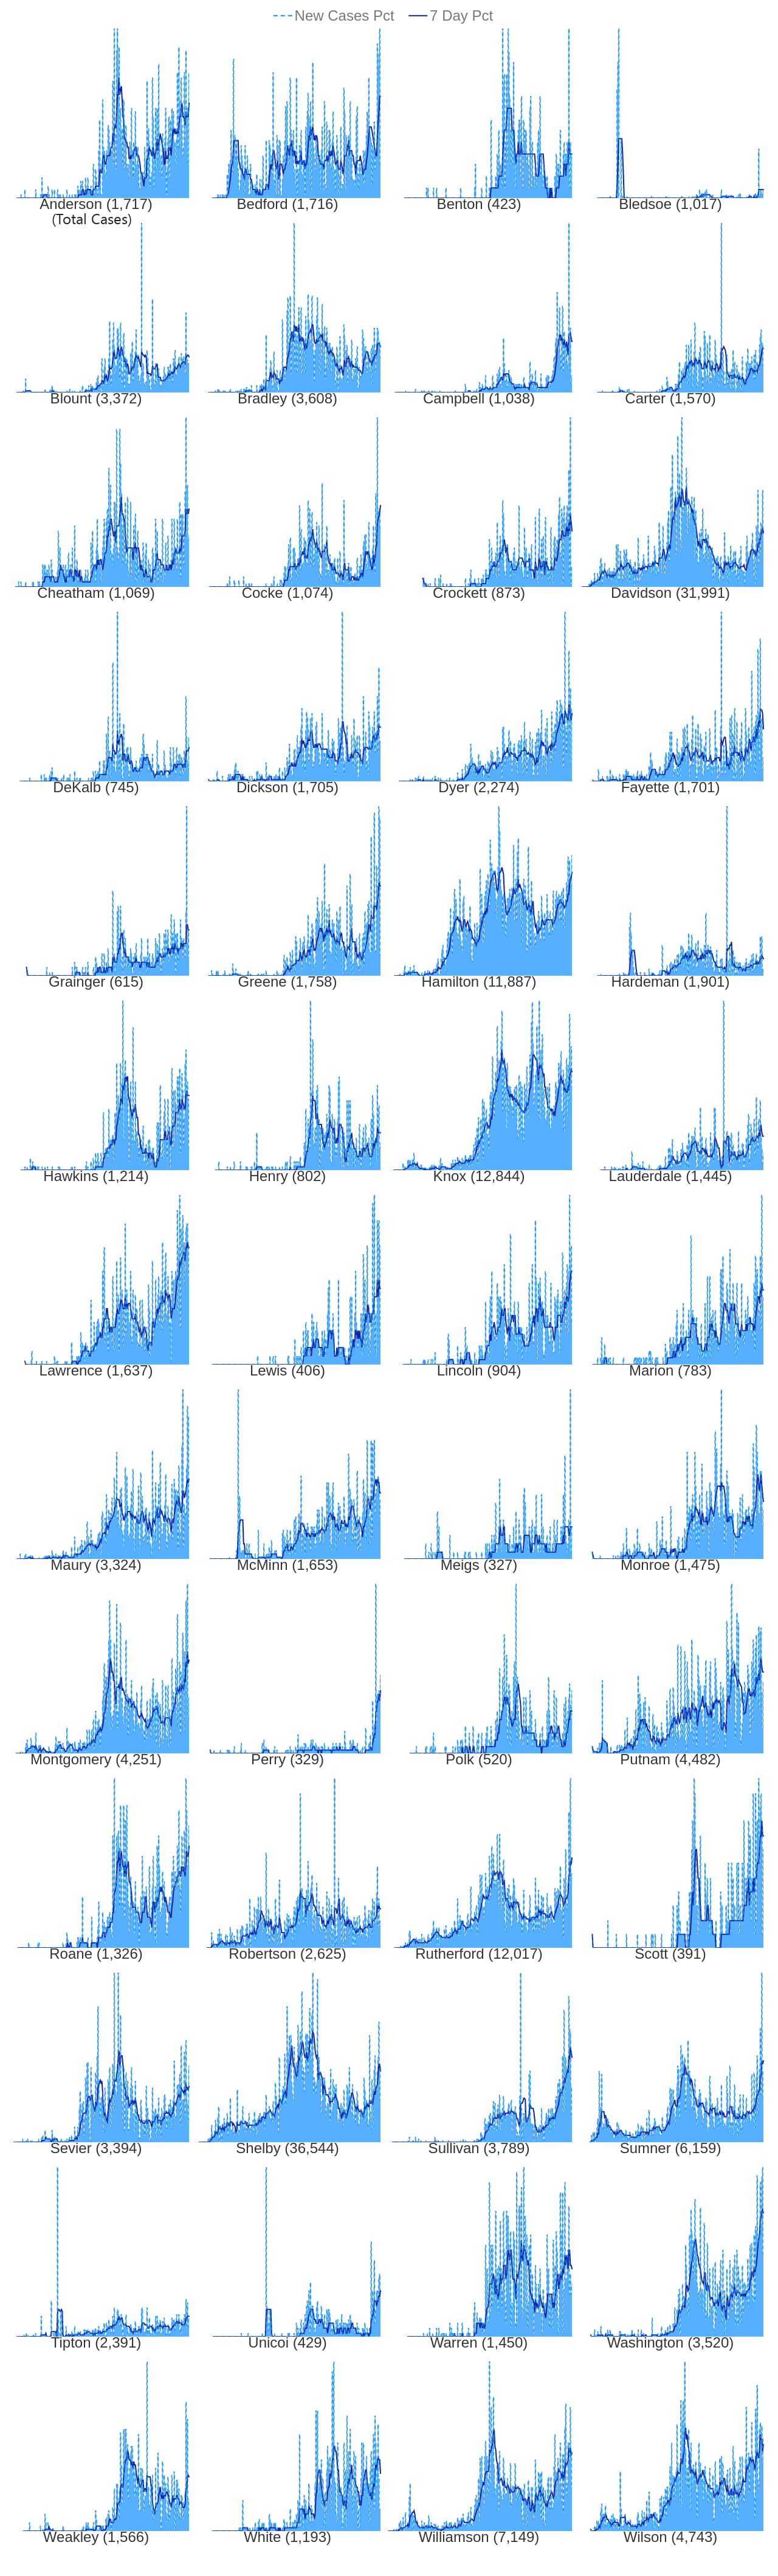 New Cases Pct 7 Day Pct
Anderson (1,717) Bedford (1,716) Benton (423) Bledsoe (1,017)
(Total Cases)
Blount (3,372) Bradley (3,608) Campbell (1,038) Carter (1,570)
Cheatham (1,069) Cocke (1,074) Crockett (873) Davidson (31,991)
DeKalb (745) Dickson (1,705) Dyer (2,274) Fayette (1,701)
Grainger (615) Greene (1,758) Hamilton (11,887) Hardeman (1,901)
Hawkins (1,214) Henry (802) Knox (12,844) Lauderdale (1,445)
Lawrence (1,637) Lewis (406) Lincoln (904) Marion (783)
Maury (3,324) McMinn (1,653) Meigs (327) Monroe (1,475)
Montgomery (4,251) Perry (329) Polk (520) Putnam (4,482)
Roane (1,326) Robertson (2,625) Rutherford (12,017) Scott (391)
Sevier (3,394) Shelby (36,544) Sullivan (3,789) Sumner (6,159)
Tipton (2,391) Unicoi (429) Warren (1,450) Washington (3,520)
Weakley (1,566) White (1,193) Williamson (7,149) Wilson (4,743)